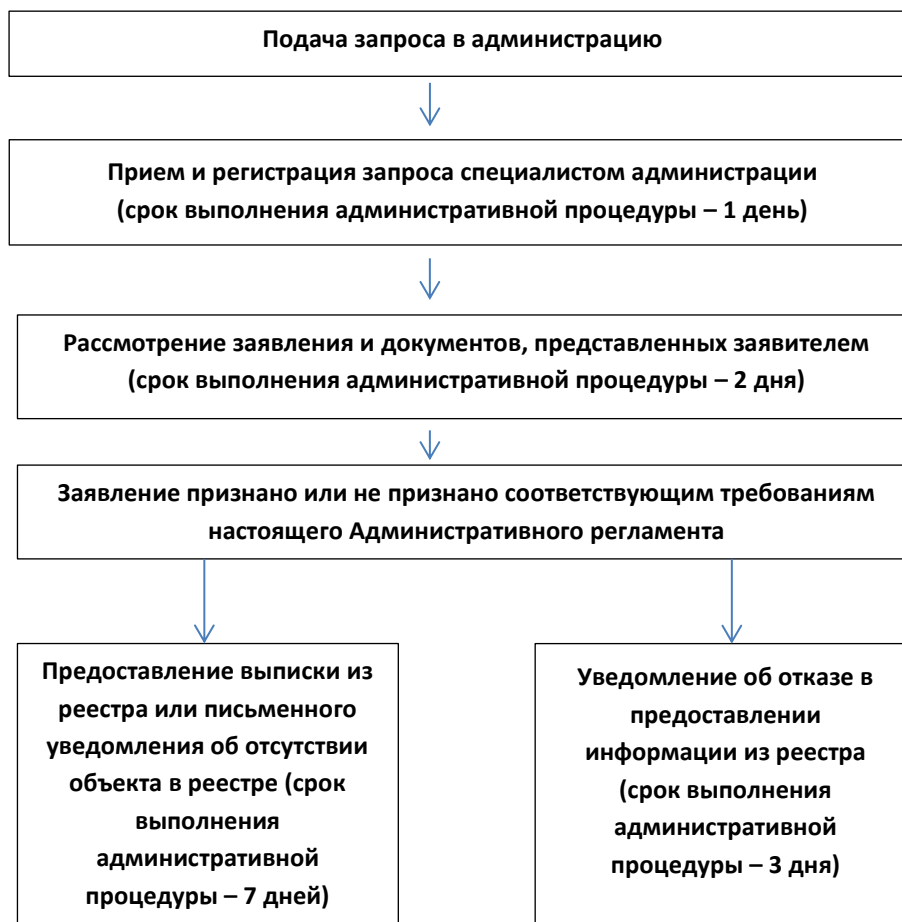 Подача запроса в администрацию
Прием и регистрация запроса специалистом администрации
(срок выполнения административной процедуры – 1 день)
Рассмотрение заявления и документов, представленных заявителем
(срок выполнения административной процедуры – 2 дня)
Заявление признано или не признано соответствующим требованиям
настоящего Административного регламента
Предоставление выписки из
реестра или письменного
уведомления об отсутствии
объекта в реестре (срок
выполнения
административной
процедуры – 7 дней)
Уведомление об отказе в
предоставлении
информации из реестра
(срок выполнения
административной
процедуры – 3 дня)